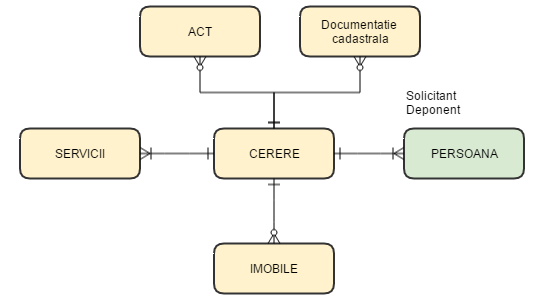 ACT
Documentatie
cadastrala
Solicitant
Deponent
SERVICII
CERERE
PERSOANA
IMOBILE